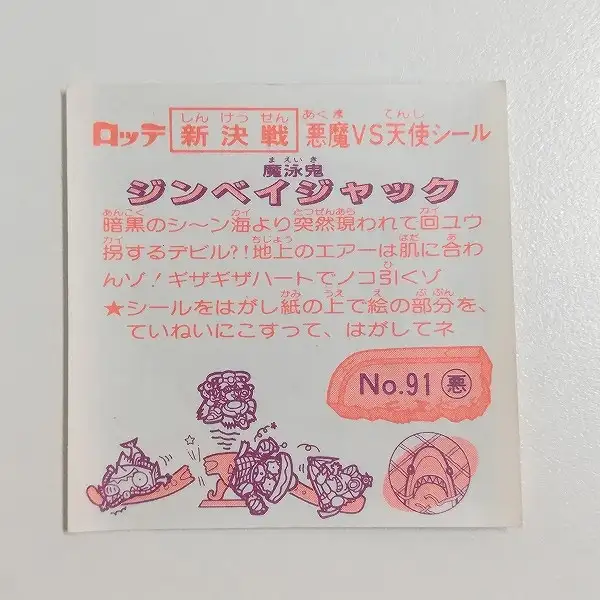 ロッテ 新決戦 悪魔VS天使シール
魔泳鬼
ジンベイジャック
暗黒のシ〜ン海より突然現われて回ユウ
拐するデビル?!地上のエアーは肌に合わ
んゾ!ギザギザハートでノコ引くゾ
★シールをはがし紙の上で絵の部分を、
ていねいにこすって、はがしてネ
No.91 悪